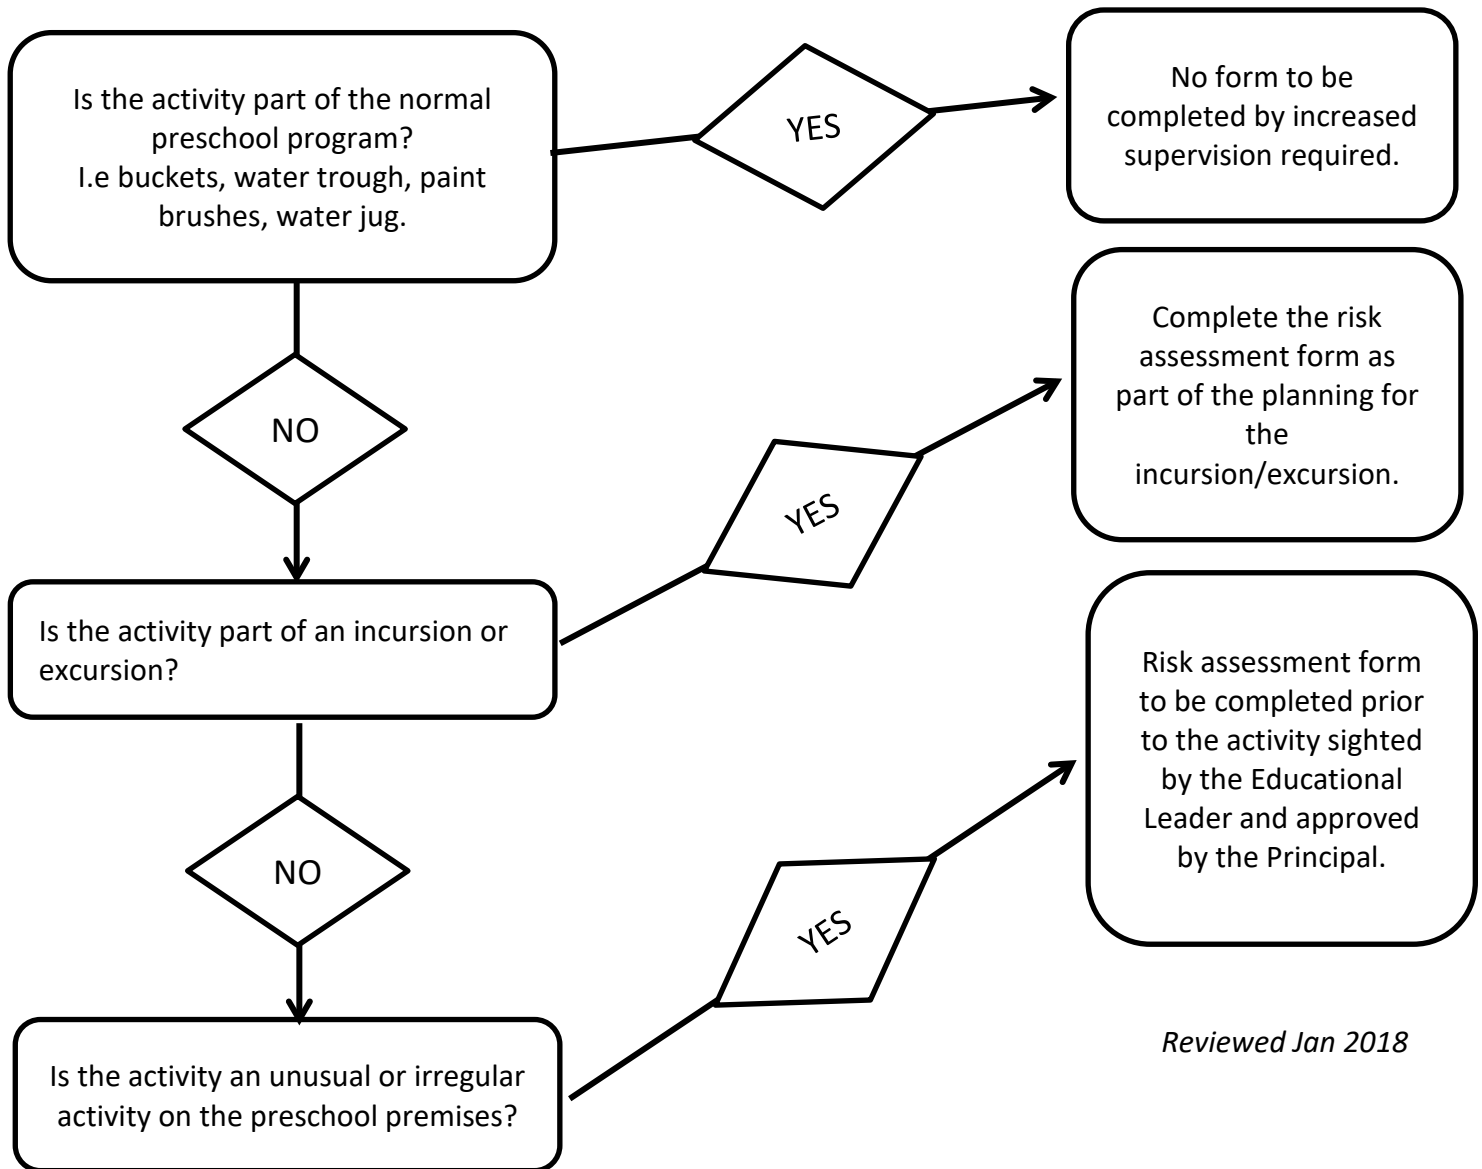 Is the activity part of the normal
preschool program?
I.e buckets, water trough, paint
brushes, water jug.
YES
No form to be
completed by increased
supervision required.
NO
Is the activity part of an incursion or
excursion?
YES
Complete the risk
assessment form as
part of the planning for
the
incursion/excursion.
NO
Is the activity an unusual or irregular
activity on the preschool premises?
YES
Risk assessment form
to be completed prior
to the activity sighted
by the Educational
Leader and approved
by the Principal.
Reviewed Jan 2018